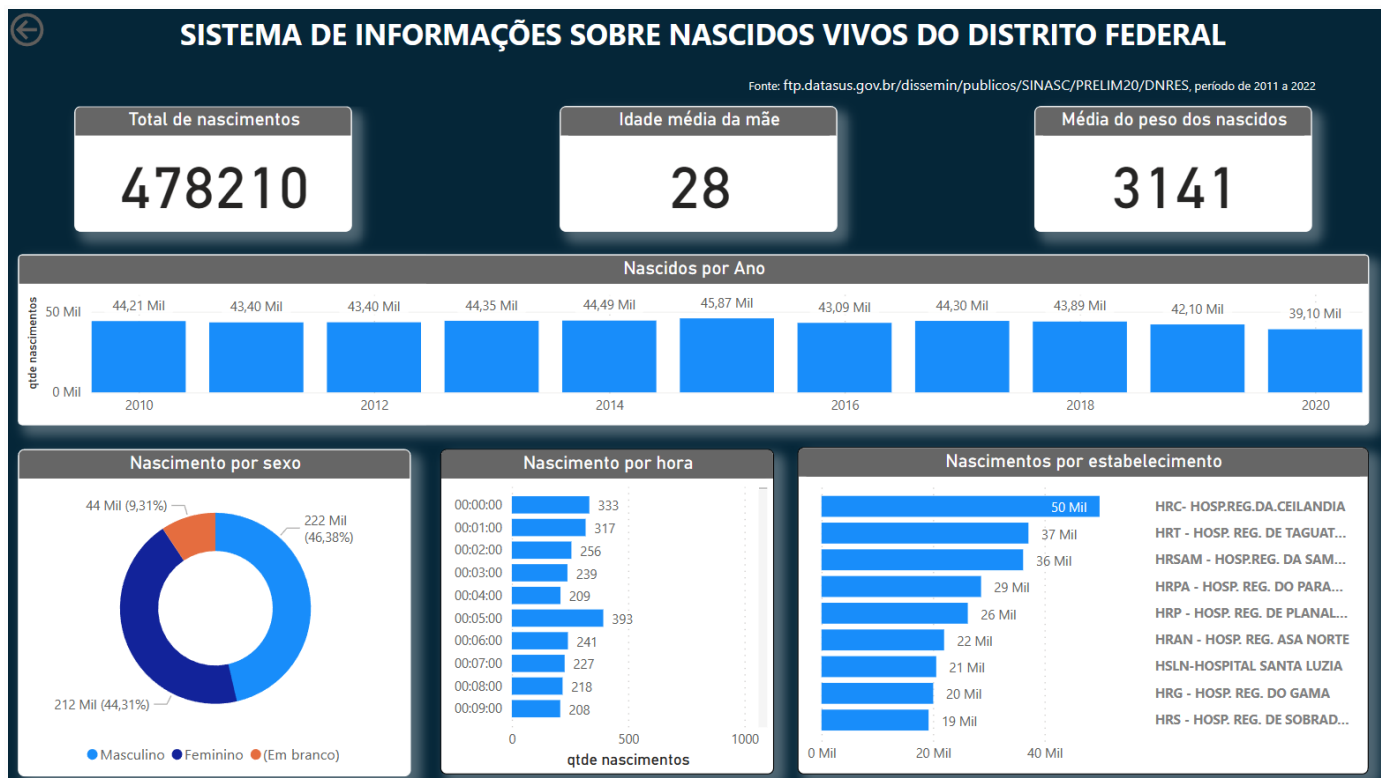 SISTEMA DE INFORMAÇÕES SOBRE NASCIDOS VIVOS DO DISTRITO FEDERAL
Fonte: ftp.datasus.gov.br/dissemin/publicos/SINASC/PRELIM20/DNRES, período de 2011 a 2022
Total de nascimentos
478210
Idade média da mãe
28
Média do peso dos nascidos
3141
Nascidos por Ano
qtde nascimentos
50 Mil
0 Mil
44,21 Mil
43,40 Mil
43,40 Mil
44,35 Mil
44,49 Mil
45,87 Mil
43,09 Mil
44,30 Mil
43,89 Mil
42,10 Mil
39,10 Mil
2010
2012
2014
2016
2018
2020
Nascimento por sexo
44 Mil (9,31%)
222 Mil
(46,38%)
212 Mil (44,31%)
Masculino Feminino (Em branco)
Nascimento por hora
00:00:00 333
00:01:00 317
00:02:00 256
00:03:00 239
00:04:00 209
00:05:00 393
00:06:00 241
00:07:00 227
00:08:00 218
00:09:00 208
0 500 1000
qtde nascimentos
Nascimentos por estabelecimento
50 Mil HRC- HOSP.REG.DA.CEILANDIA
37 Mil HRT - HOSP. REG. DE TAGUAT...
36 Mil HRSAM - HOSP.REG. DA SAM...
29 Mil HRPA - HOSP. REG. DO PARA...
26 Mil HRP - HOSP. REG. DE PLANAL...
22 Mil HRAN - HOSP. REG. ASA NORTE
21 Mil HSLN-HOSPITAL SANTA LUZIA
20 Mil HRG - HOSP. REG. DO GAMA
19 Mil HRS - HOSP. REG. DE SOBRAD...
0 Mil 20 Mil 40 Mil